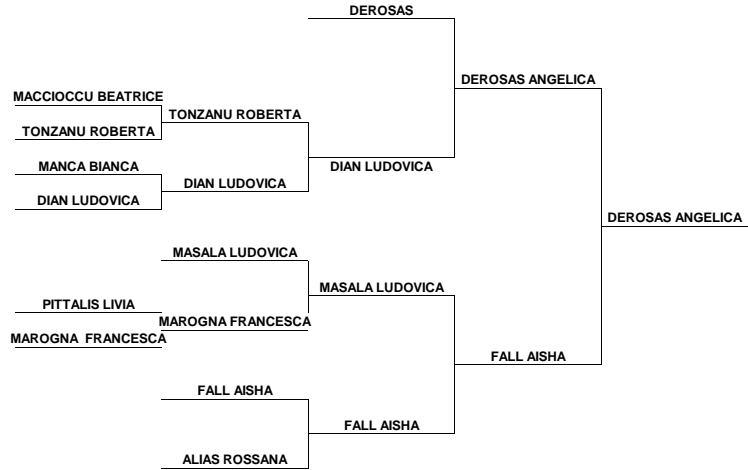 DEROSAS
DEROSAS ANGELICA
MACCIOCCU BEATRICE
TONZANU ROBERTA
TONZANU ROBERTA
MANCA BIANCA
DIAN LUDOVICA
DIAN LUDOVICA
DIAN LUDOVICA
DEROSAS ANGELICA
MASALA LUDOVICA
MASALA LUDOVICA
PITTALIS LIVIA
MAROGNA FRANCESCA
MAROGNA  FRANCESCA
FALL AISHA
FALL AISHA
FALL AISHA
ALIAS ROSSANA